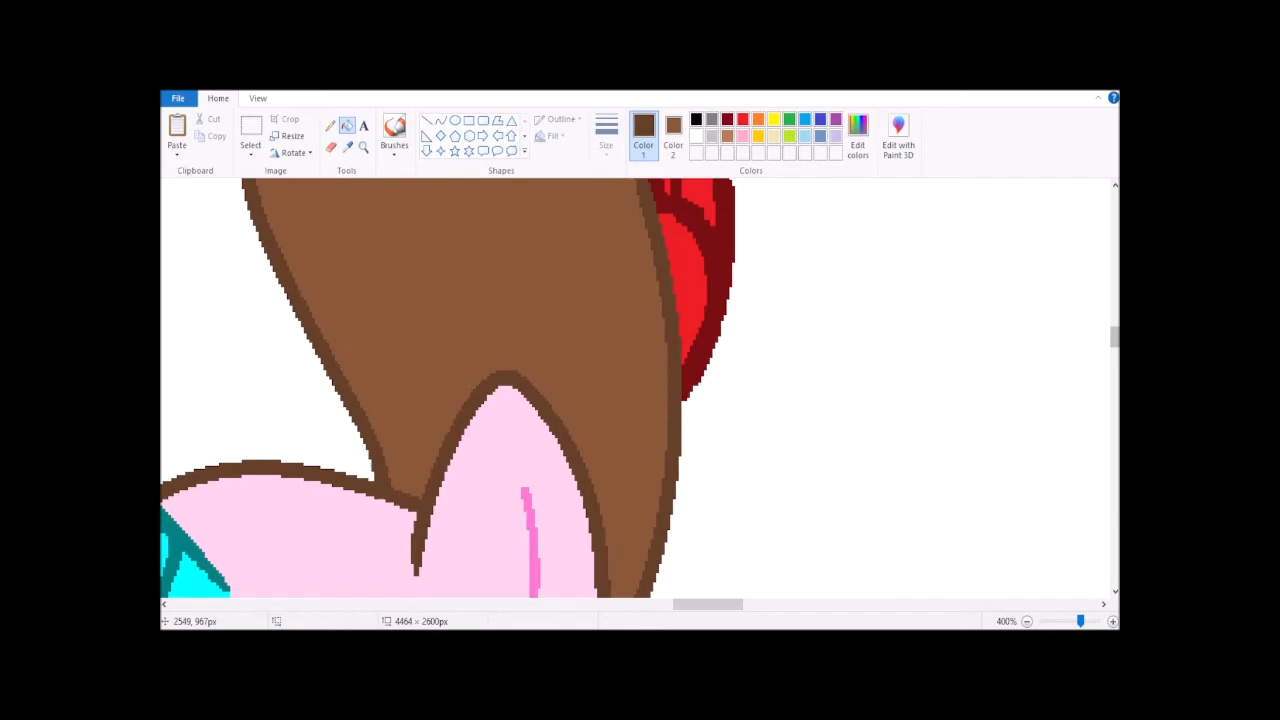 File Home View
Paste
Cut
Copy
Clipboard
Select
Crop
Resize
Rotate
Image
A
Tools
Brushes
Shapes
Outline
Fill
Size
Color 1
Color 2
Colors
Edit colors
Edit with Paint 3D
?
2549, 967px
4464 × 2600px
400%